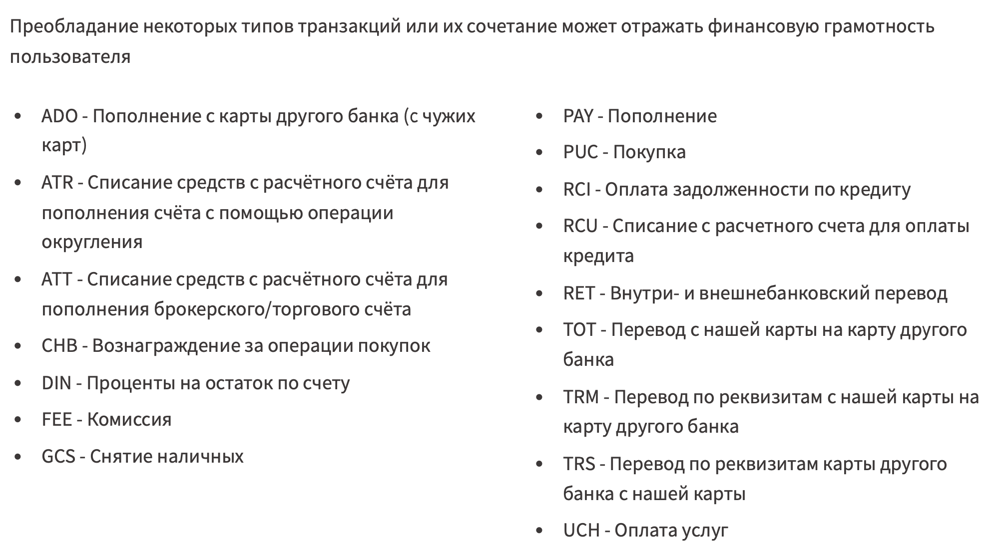 Преобладание некоторых типов транзакций или их сочетание может отражать финансовую грамотность
пользователя
• ADO - Пополнение с карты другого банка (с чужих
карт)
• ATR - Списание средств с расчётного счёта для
пополнения счёта с помощью операции
округления
• ATT - Списание средств с расчётного счёта для
пополнения брокерского/торгового счёта
• CHB - Вознаграждение за операции покупок
• DIN - Проценты на остаток по счету
• FEE - Комиссия
• GCS - Снятие наличных
• PAY - Пополнение
• PUC - Покупка
• RCI - Оплата задолженности по кредиту
• RCU - Списание с расчетного счета для оплаты
кредита
• RET - Внутри- и внешнебанковский перевод
• TOT - Перевод с нашей карты на карту другого
банка
• TRM - Перевод по реквизитам с нашей карты на
карту другого банка
• TRS - Перевод по реквизитам карты другого
банка с нашей карты
• UCH - Оплата услуг